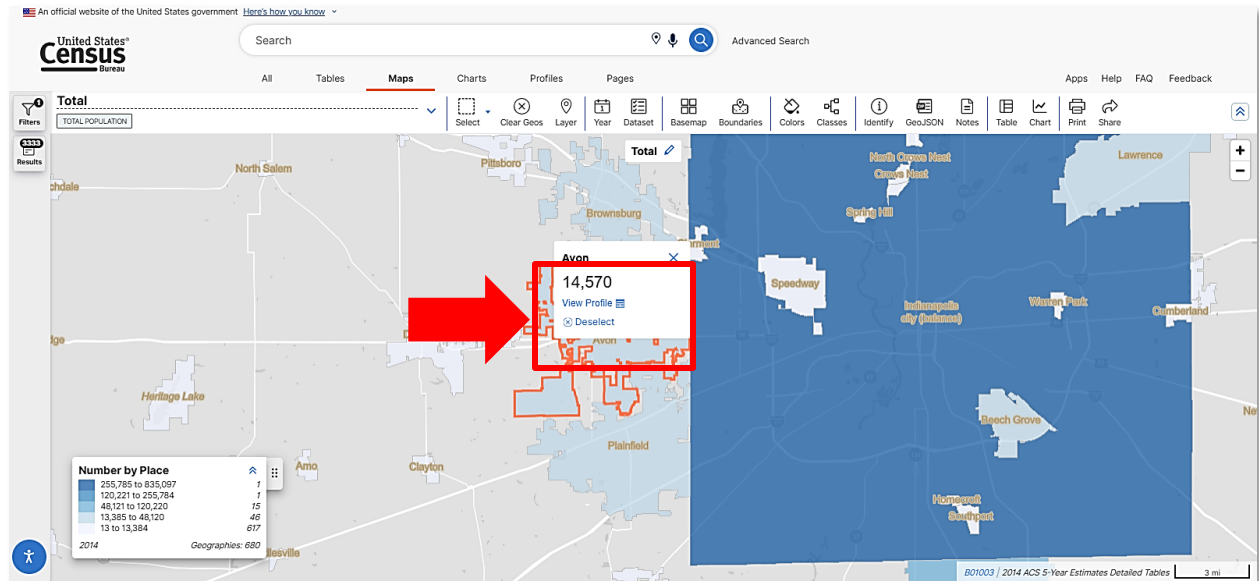 An official website of the United States government Here's how you know
United States®
Census
Bureau
Search
Advanced Search
All Tables Maps Charts Profiles Pages
Apps Help FAQ Feedback
1
Filters
3333
Results
Total
TOTAL POPULATION
Select Clear Geos Layer Year Dataset Basemap Boundaries Colors Classes Identify GeoJSON Notes Table Chart Print Share
Total
+
−
North Salem
Pittsboro
North Crows Nest
Crows Nest
Lawrence
Brownsburg
Spring Hill
Avon
14,570
View Profile
Deselect
Avon
Speedway
Indianapolis
city (balance)
Warren Park
Cumberland
Heritage Lake
Beech Grove
Plainfield
Amo
Clayton
Homecroft
Southport
Number by Place
255,785 to 835,097 1
120,221 to 255,784 1
48,121 to 120,220 15
13,385 to 48,120 46
13 to 13,384 617
2014 Geographies: 680
B01003 | 2014 ACS 5-Year Estimates Detailed Tables
3 mi